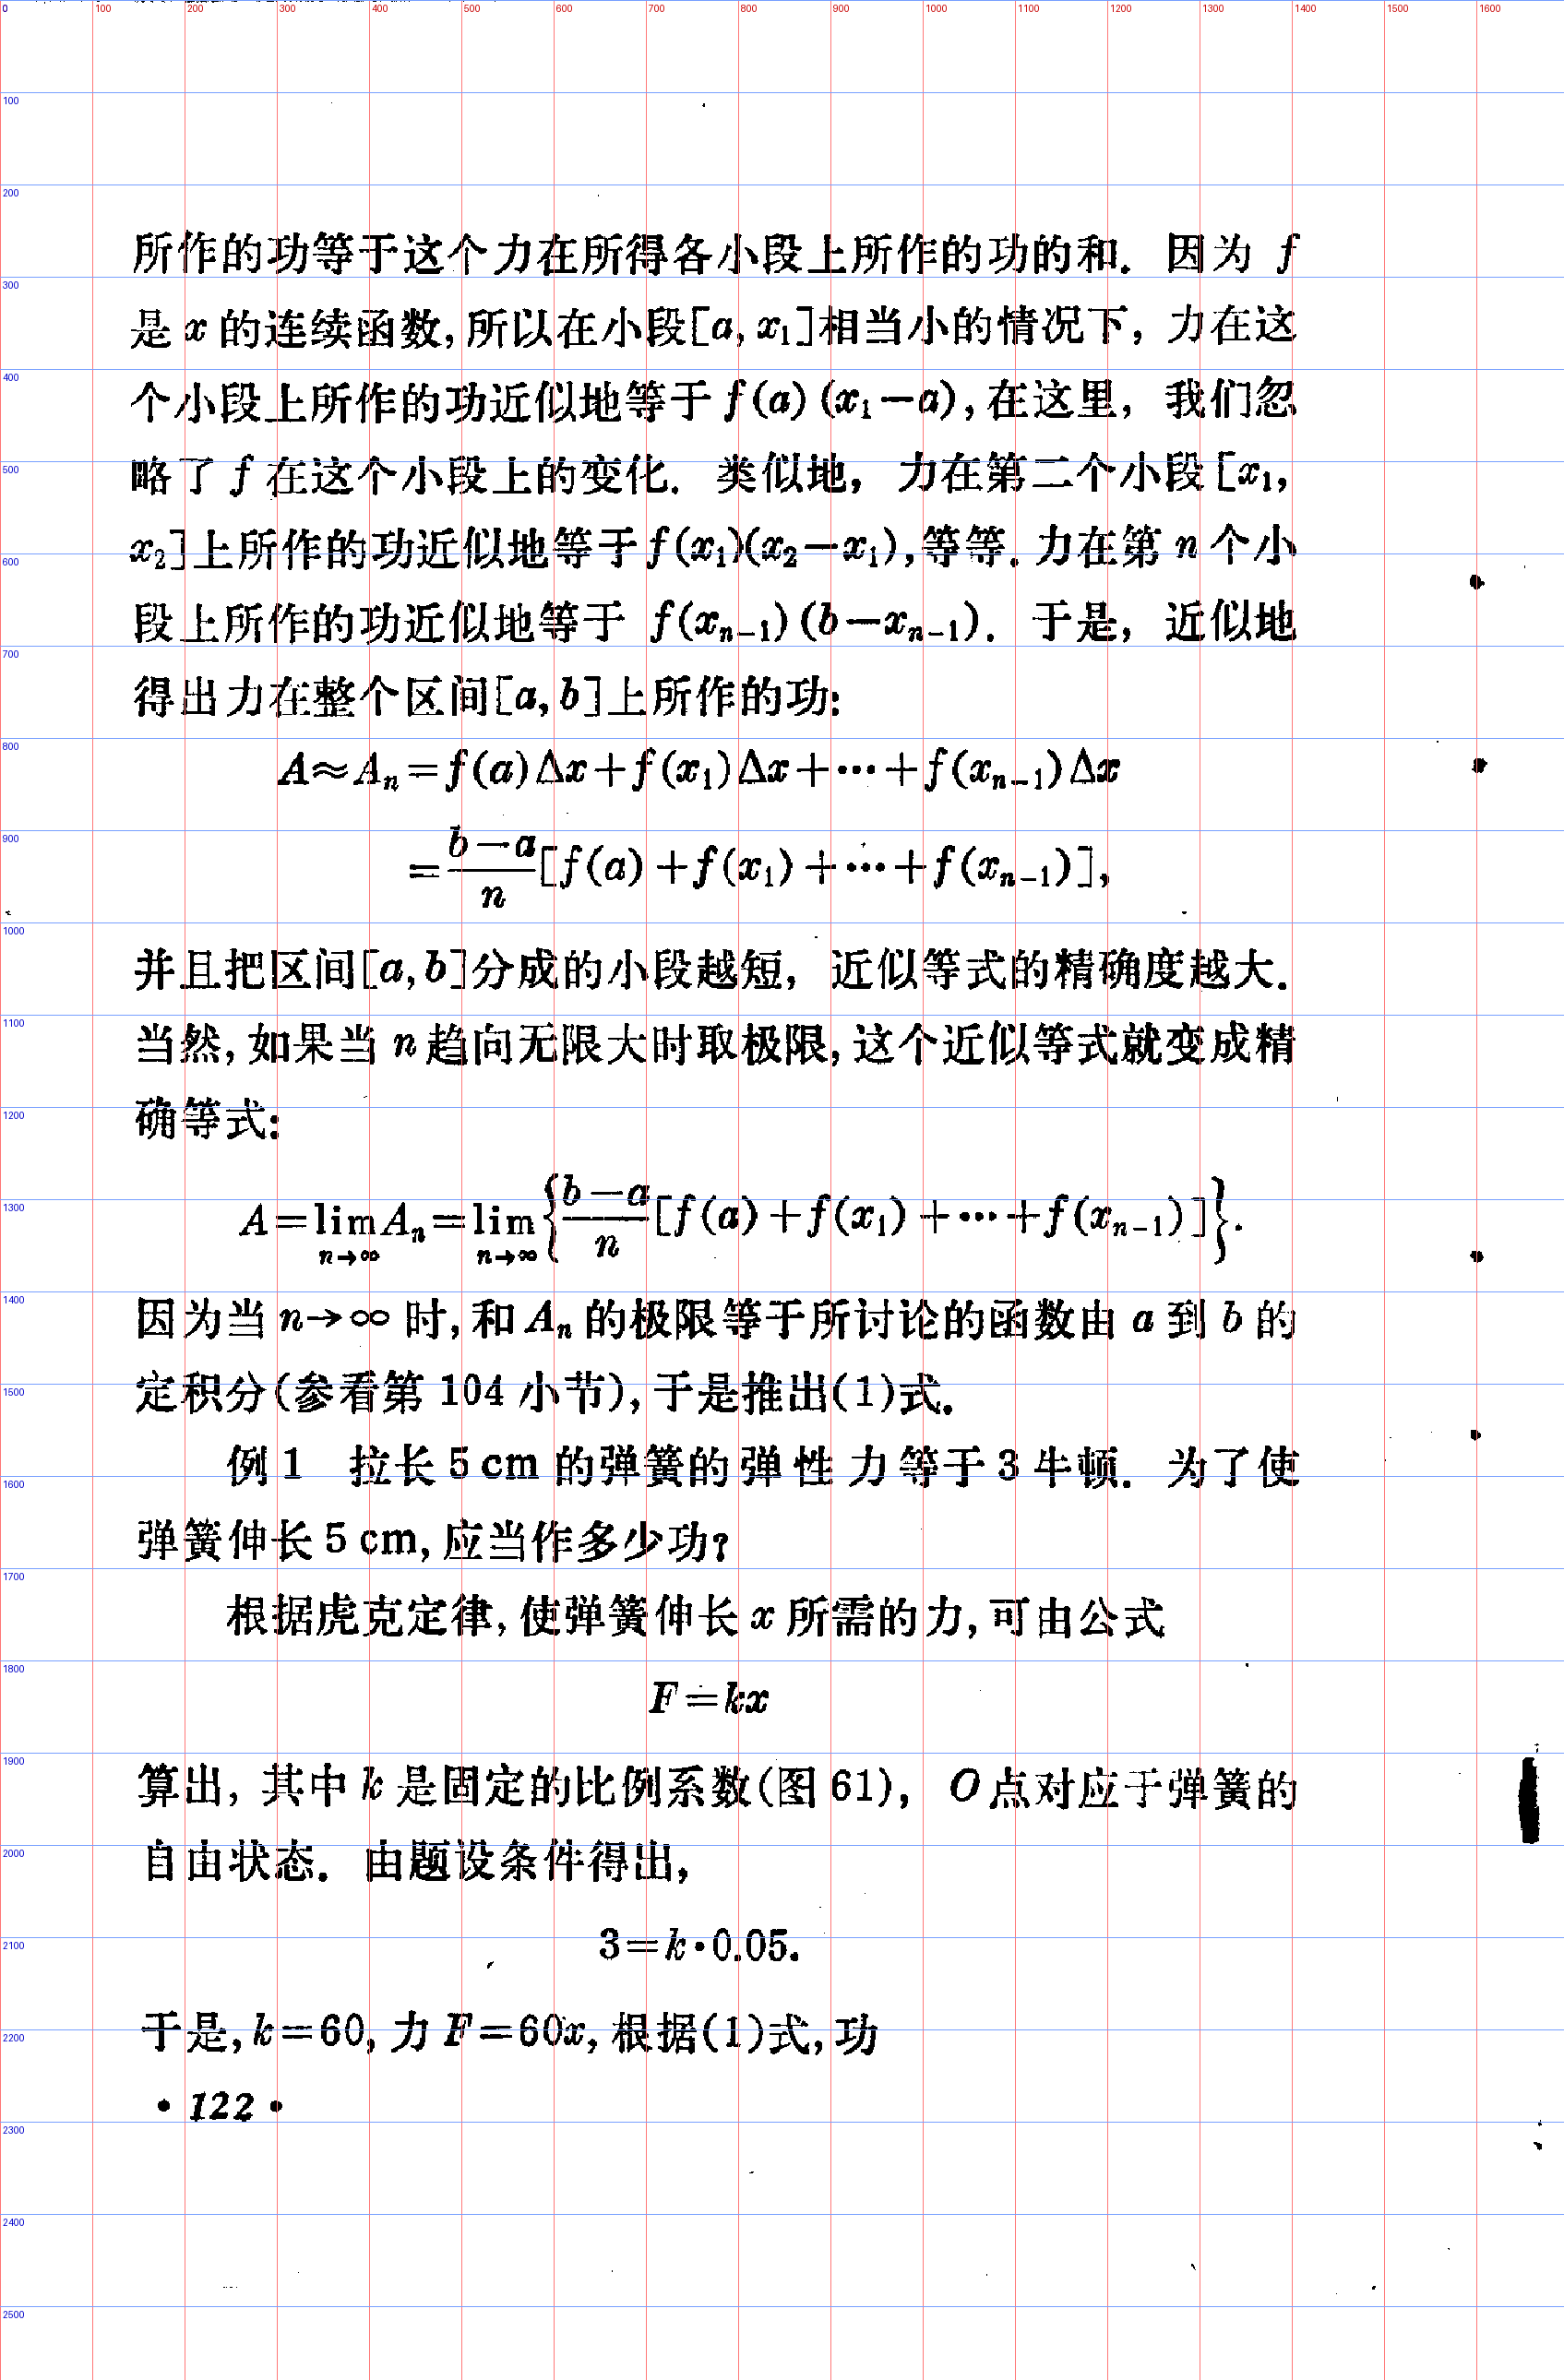 所作的功等于这个力在所得各小段上所作的功的和. 因为 f
是 x 的连续函数, 所以在小段[a, x₁]相当小的情况下, 力在这
个小段上所作的功近似地等于 f(a)(x₁−a), 在这里, 我们忽
略了 f 在这个小段上的变化. 类似地, 力在第二个小段[x₁,
x₂]上所作的功近似地等于 f(x₁)(x₂−x₁), 等等. 力在第 n 个小
段上所作的功近似地等于 f(xₙ₋₁)(b−xₙ₋₁). 于是, 近似地
得出力在整个区间[a, b]上所作的功:
A≈Aₙ=f(a)Δx+f(x₁)Δx+⋯+f(xₙ₋₁)Δx
=\frac{b−a}{n}[f(a)+f(x₁)+⋯+f(xₙ₋₁)],
并且把区间[a, b]分成的小段越短, 近似等式的精确度越大.
当然, 如果当 n 趋向无限大时取极限, 这个近似等式就变成精
确等式:
A=\lim_{n→∞}Aₙ=\lim_{n→∞}{\frac{b−a}{n}[f(a)+f(x₁)+⋯+f(xₙ₋₁)]}.
因为当 n→∞ 时, 和 Aₙ 的极限等于所讨论的函数由 a 到 b 的
定积分(参看第 104 小节), 于是推出(1)式.
例 1 拉长 5 cm 的弹簧的弹性力等于 3 牛顿. 为了使
弹簧伸长 5 cm, 应当作多少功?
根据虎克定律, 使弹簧伸长 x 所需的力, 可由公式
F=kx
算出, 其中 k 是固定的比例系数(图 61), O 点对应于弹簧的
自由状态. 由题设条件得出,
3=k·0.05.
于是, k=60, 力 F=60x, 根据(1)式, 功
• 122 •